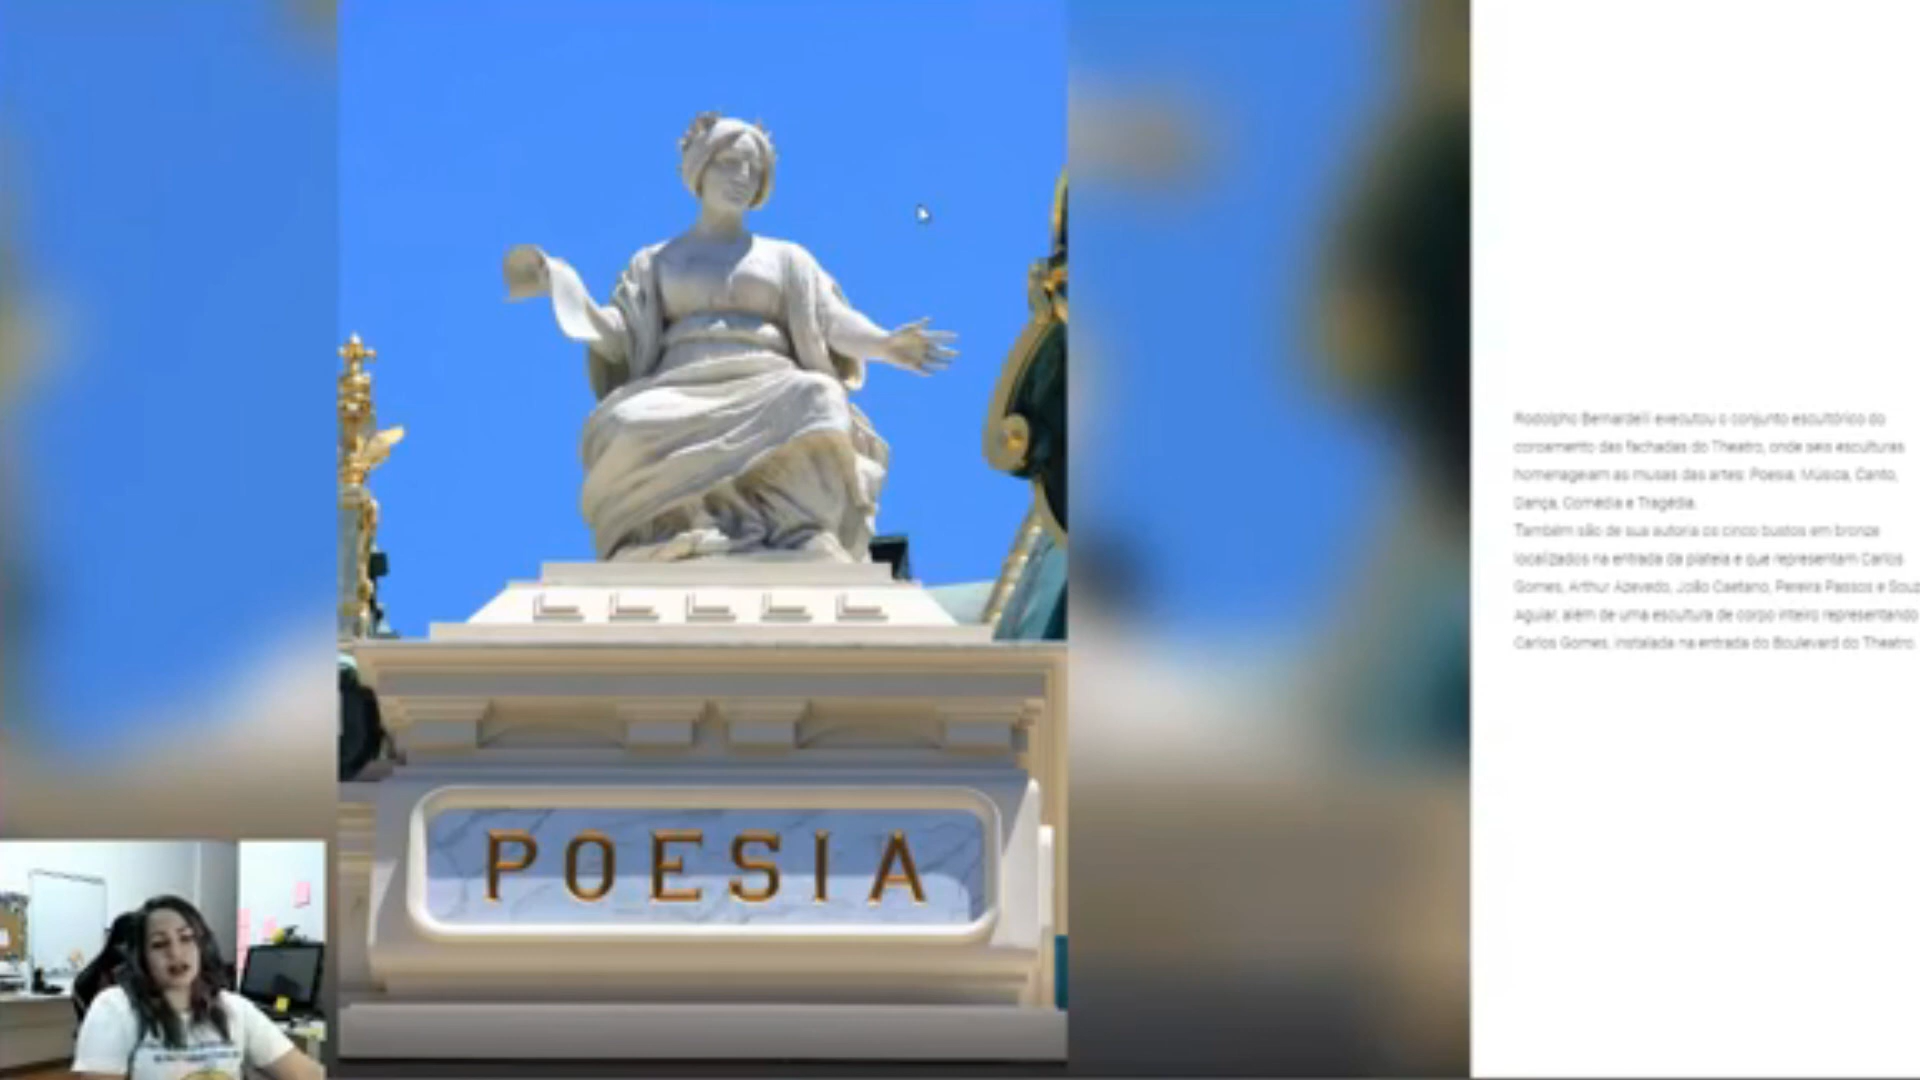 POESIA
Rodolpho Bernardelli executou o conjunto escultórico do
coroamento das fachadas do Theatro, onde seis esculturas
homenageiam as musas das artes: Poesia, Música, Canto,
Dança, Comédia e Tragédia.
Também são de sua autoria os cinco bustos em bronze
localizados na entrada da plateia e que representam Carlos
Gomes, Arthur Azevedo, João Caetano, Pereira Passos e Souz
Aguiar, além de uma escultura de corpo inteiro representando
Carlos Gomes, instalada na entrada do Boulevard do Theatro.